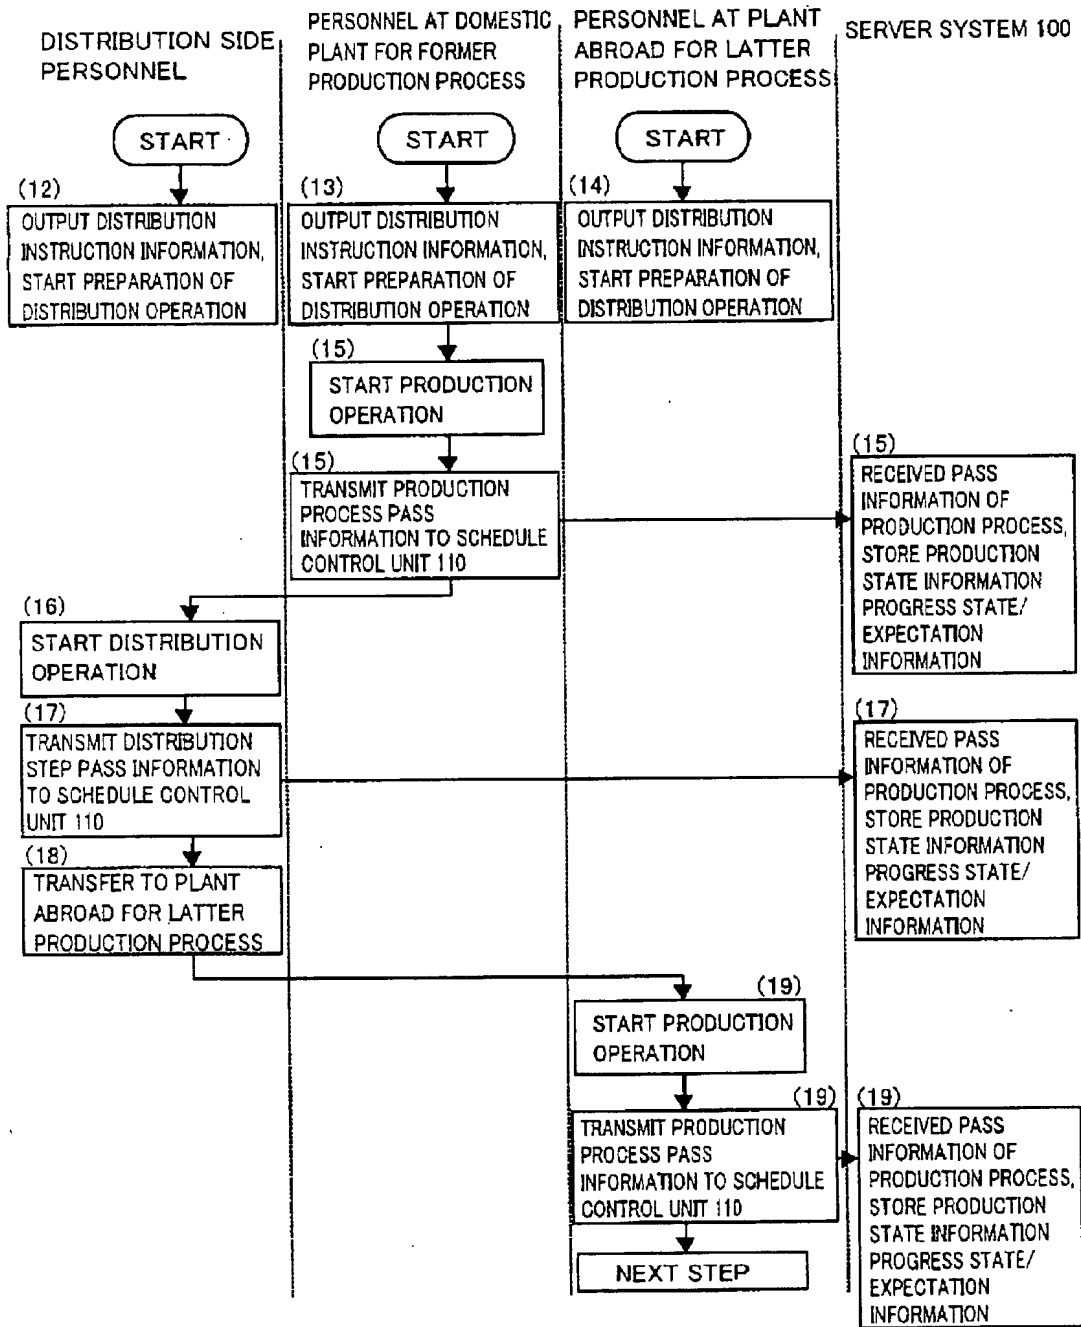 DISTRIBUTION SIDE
PERSONNEL
PERSONNEL AT DOMESTIC
PLANT FOR FORMER
PRODUCTION PROCESS
PERSONNEL AT PLANT
ABROAD FOR LATTER
PRODUCTION PROCESS
SERVER SYSTEM 100
START
START
START
(12)
OUTPUT DISTRIBUTION
INSTRUCTION INFORMATION,
START PREPARATION OF
DISTRIBUTION OPERATION
(13)
OUTPUT DISTRIBUTION
INSTRUCTION INFORMATION,
START PREPARATION OF
DISTRIBUTION OPERATION
(14)
OUTPUT DISTRIBUTION
INSTRUCTION INFORMATION,
START PREPARATION OF
DISTRIBUTION OPERATION
(15)
START PRODUCTION
OPERATION
(15)
TRANSMIT PRODUCTION
PROCESS PASS
INFORMATION TO SCHEDULE
CONTROL UNIT 110
(15)
RECEIVED PASS
INFORMATION OF
PRODUCTION PROCESS,
STORE PRODUCTION
STATE INFORMATION
PROGRESS STATE/
EXPECTATION
INFORMATION
(16)
START DISTRIBUTION
OPERATION
(17)
TRANSMIT DISTRIBUTION
STEP PASS INFORMATION
TO SCHEDULE CONTROL
UNIT 110
(17)
RECEIVED PASS
INFORMATION OF
PRODUCTION PROCESS,
STORE PRODUCTION
STATE INFORMATION
PROGRESS STATE/
EXPECTATION
INFORMATION
(18)
TRANSFER TO PLANT
ABROAD FOR LATTER
PRODUCTION PROCESS
(19)
START PRODUCTION
OPERATION
(19)
TRANSMIT PRODUCTION
PROCESS PASS
INFORMATION TO SCHEDULE
CONTROL UNIT 110
(19)
RECEIVED PASS
INFORMATION OF
PRODUCTION PROCESS,
STORE PRODUCTION
STATE INFORMATION
PROGRESS STATE/
EXPECTATION
INFORMATION
NEXT STEP